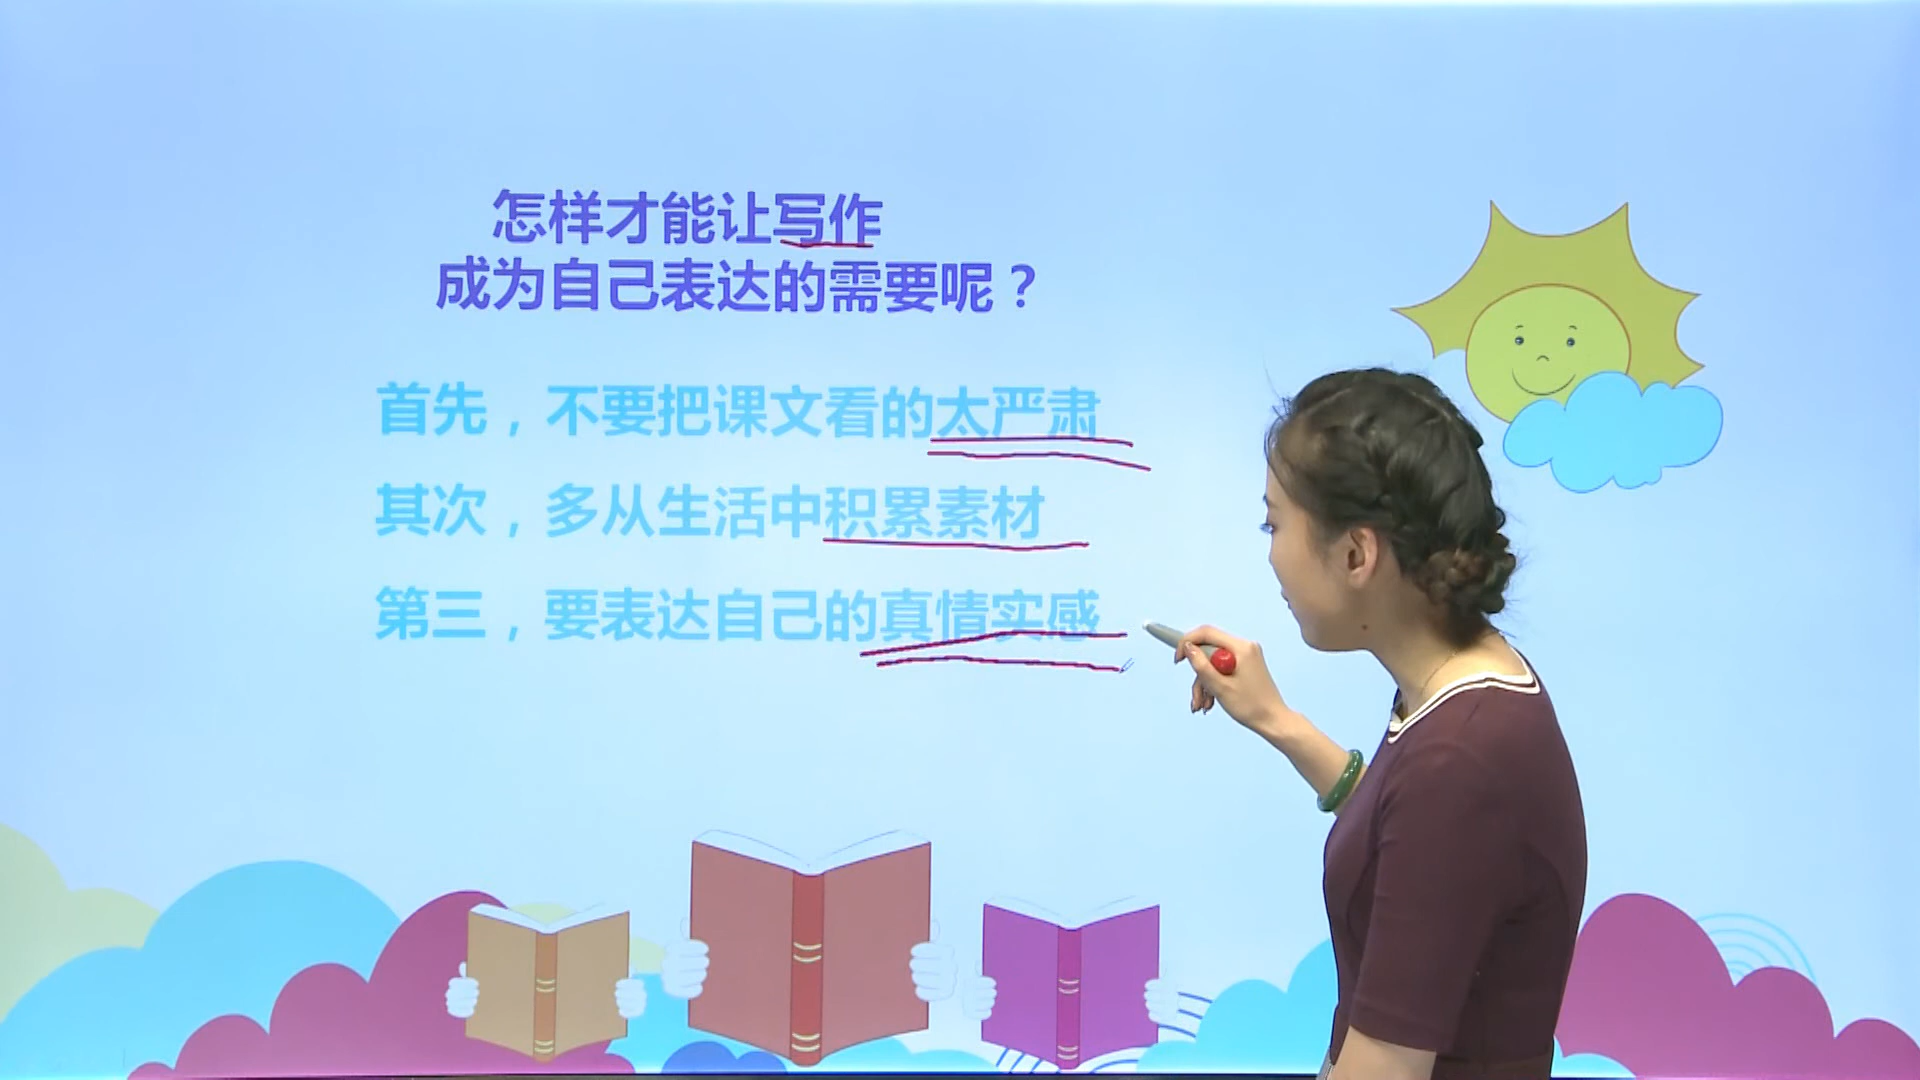 怎样才能让写作
成为自己表达的需要呢？
首先，不要把课文看的太严肃
其次，多从生活中积累素材
第三，要表达自己的真情实感